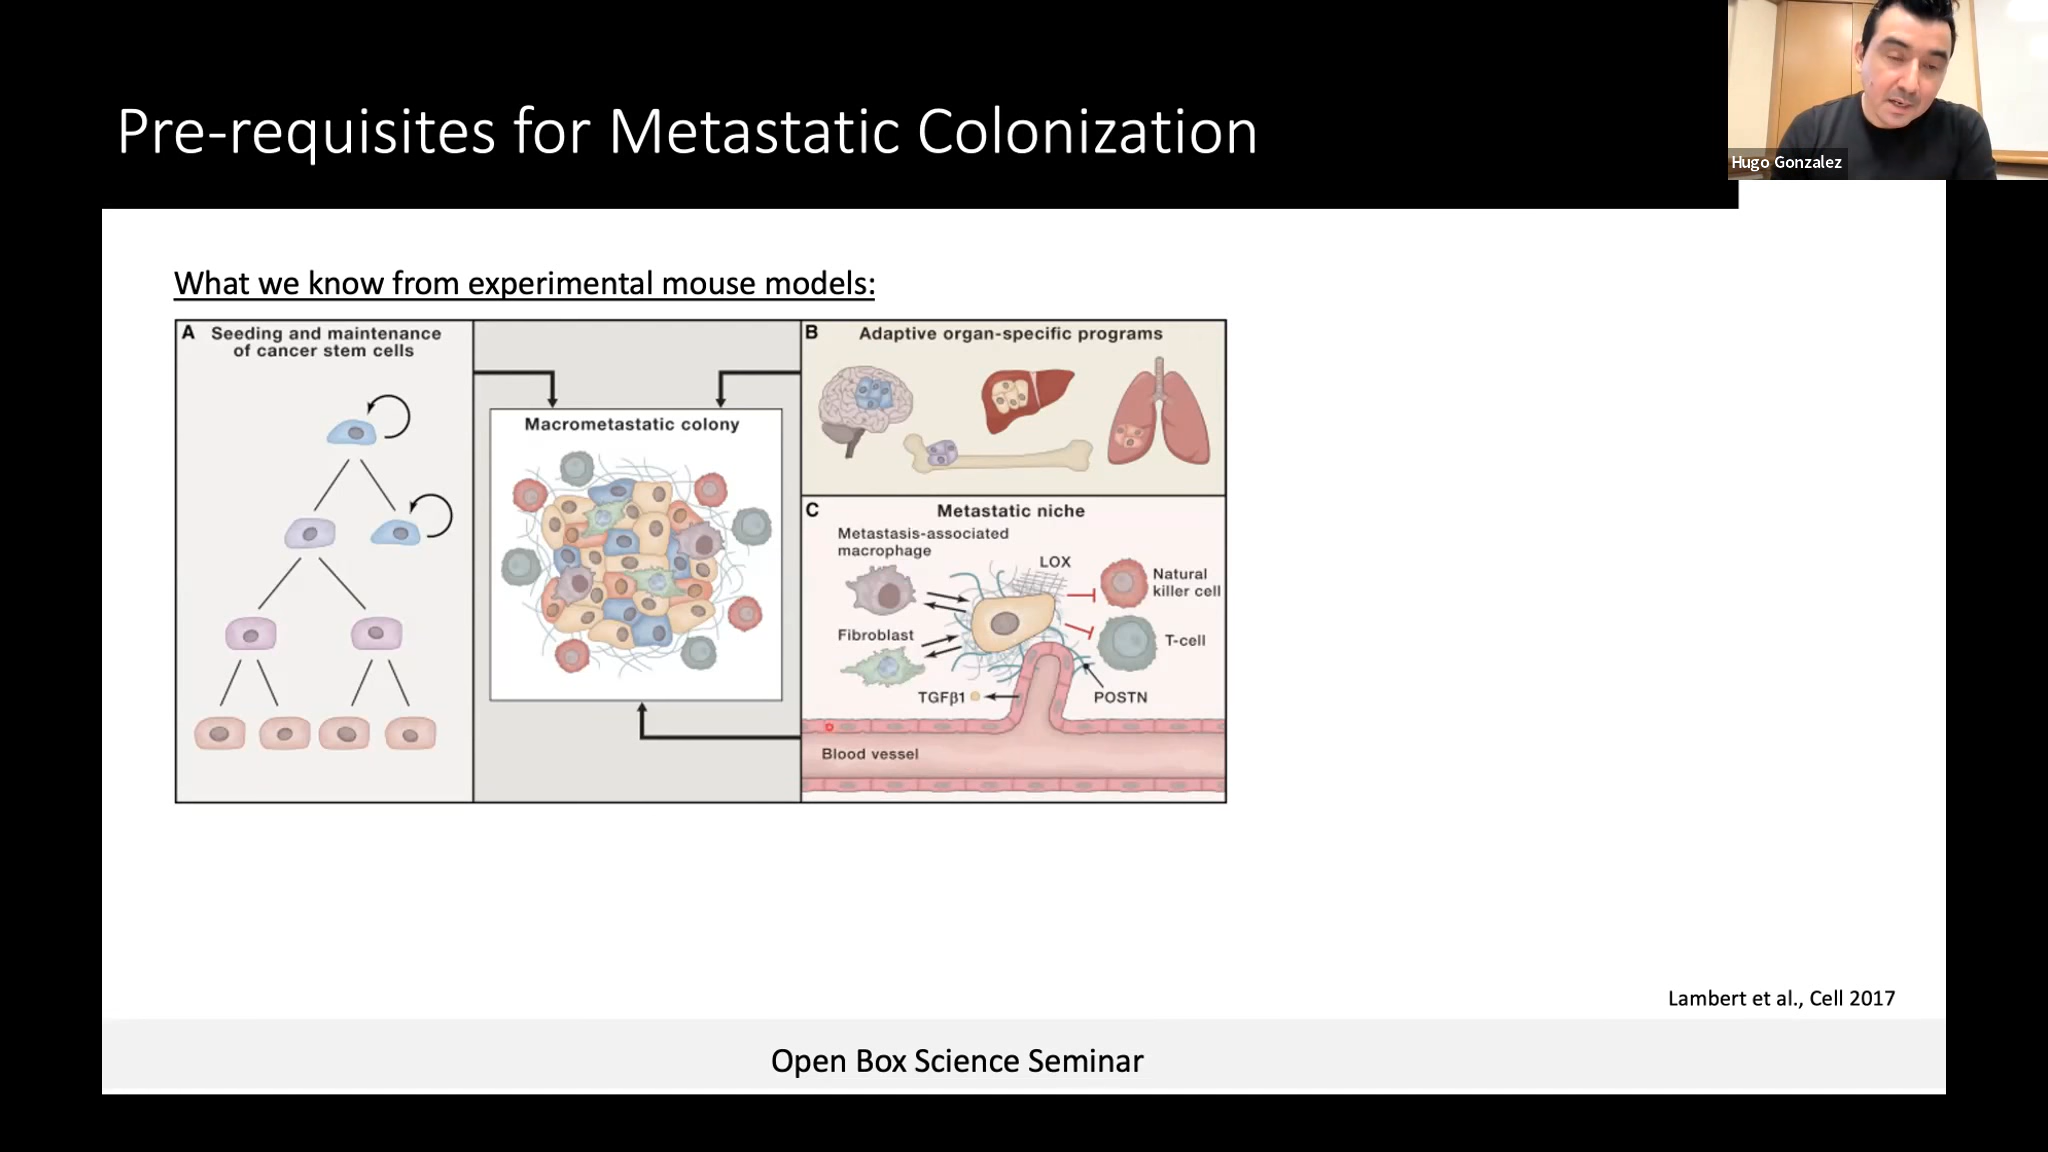 Pre-requisites for Metastatic Colonization
Hugo Gonzalez
What we know from experimental mouse models:
A Seeding and maintenance
of cancer stem cells
Macrometastatic colony
B Adaptive organ-specific programs
C Metastatic niche
Metastasis-associated
macrophage
LOX
Natural
killer cell
Fibroblast
T-cell
TGFβ1
POSTN
Blood vessel
Lambert et al., Cell 2017
Open Box Science Seminar